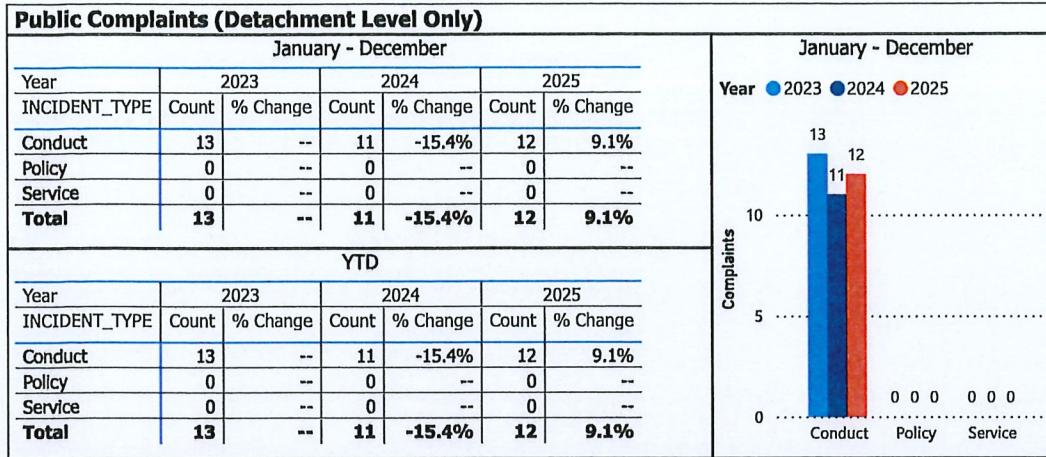 Public Complaints (Detachment Level Only)
January - December
Year 2023 2024 2025
INCIDENT_TYPE Count % Change Count % Change Count % Change
Conduct 13 -- 11 -15.4% 12 9.1%
Policy 0 -- 0 -- 0 --
Service 0 -- 0 -- 0 --
Total 13 -- 11 -15.4% 12 9.1%
YTD
Year 2023 2024 2025
INCIDENT_TYPE Count % Change Count % Change Count % Change
Conduct 13 -- 11 -15.4% 12 9.1%
Policy 0 -- 0 -- 0 --
Service 0 -- 0 -- 0 --
Total 13 -- 11 -15.4% 12 9.1%
January - December
Year 2023 2024 2025
13
12
11
10
5
0
0 0 0 0 0 0
Complaints
Conduct Policy Service